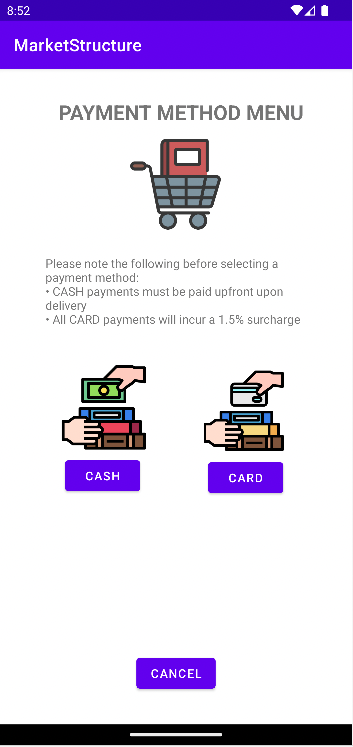 8:52
MarketStructure
PAYMENT METHOD MENU
Please note the following before selecting a
payment method:
• CASH payments must be paid upfront upon
delivery
• All CARD payments will incur a 1.5% surcharge
CASH
CARD
CANCEL